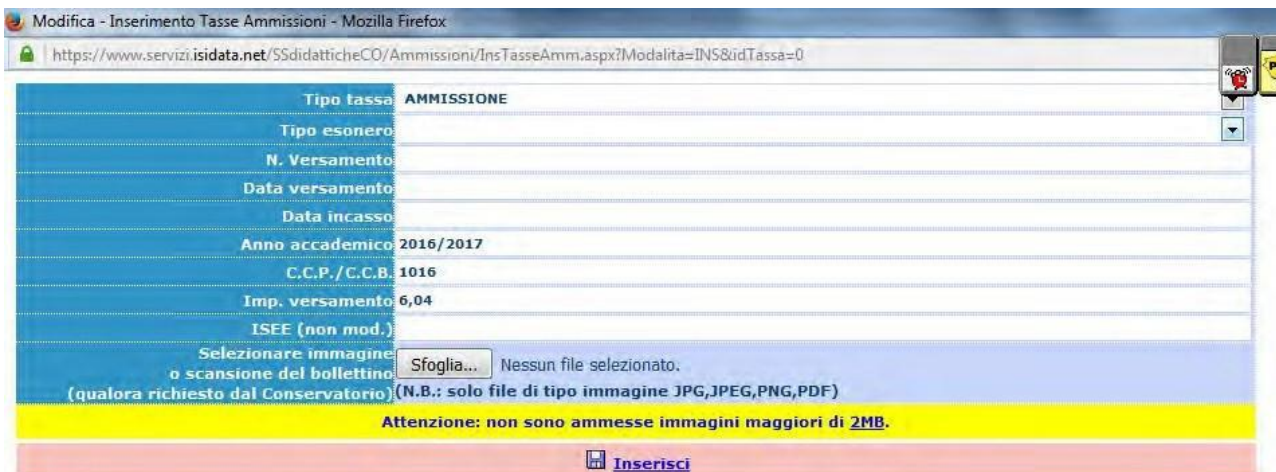 Modifica - Inserimento Tasse Ammissioni - Mozilla Firefox
https://www.servizi.isidata.net/SSdidatticheCO/Ammissioni/InsTasseAmm.aspx?Modalita=INS&idTassa=0
Tipo tassa AMMISSIONE
Tipo esonero
N. Versamento
Data versamento
Data incasso
Anno accademico 2016/2017
C.C.P./C.C.B. 1016
Imp. versamento 6,04
ISEE (non mod.)
Selezionare immagine
o scansione del bollettino
(qualora richiesto dal Conservatorio)
Sfoglia... Nessun file selezionato.
(N.B.: solo file di tipo immagine JPG,JPEG,PNG,PDF)
Attenzione: non sono ammesse immagini maggiori di 2MB.
Inserisci